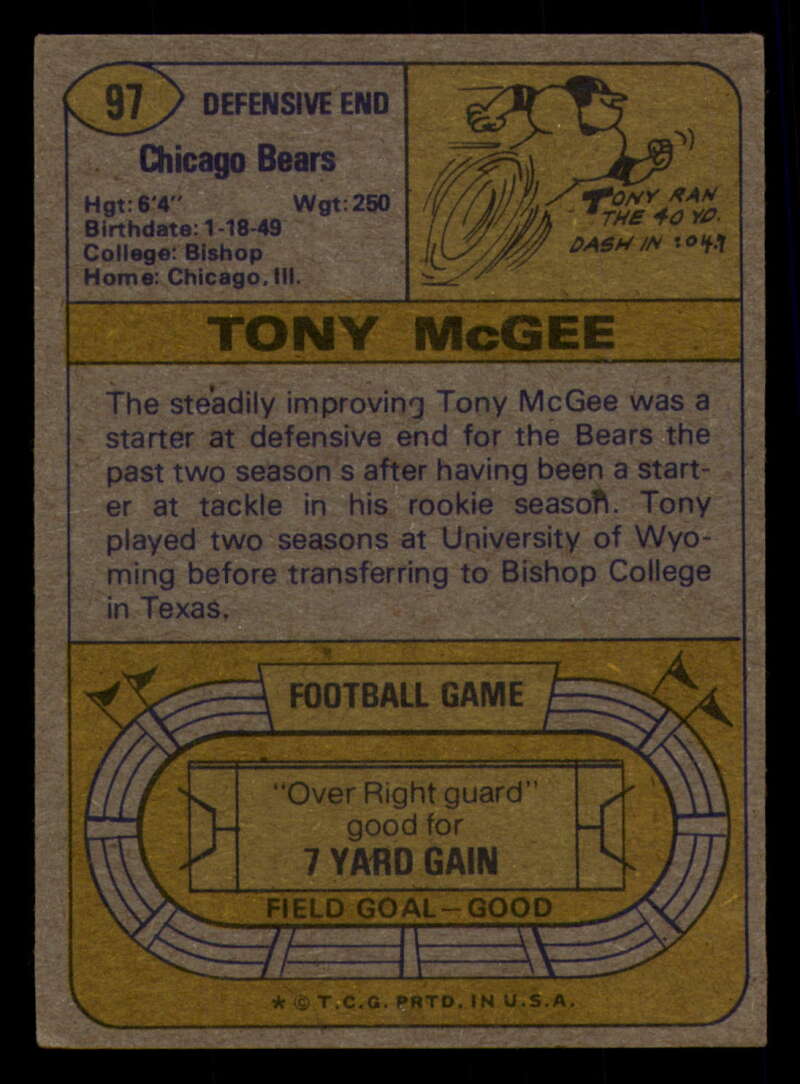 97
DEFENSIVE END
Chicago Bears
Hgt: 6'4" Wgt: 250
Birthdate: 1-18-49
College: Bishop
Home: Chicago, Ill.
TONY RAN
THE 40 YD.
DASH IN :04.9
TONY McGEE
The steadily improving Tony McGee was a
starter at defensive end for the Bears the
past two season s after having been a start-
er at tackle in his rookie season. Tony
played two seasons at University of Wyo-
ming before transferring to Bishop College
in Texas.
FOOTBALL GAME
"Over Right guard"
good for
7 YARD GAIN
FIELD GOAL—GOOD
* © T.C.G. PRTD. IN U.S.A.